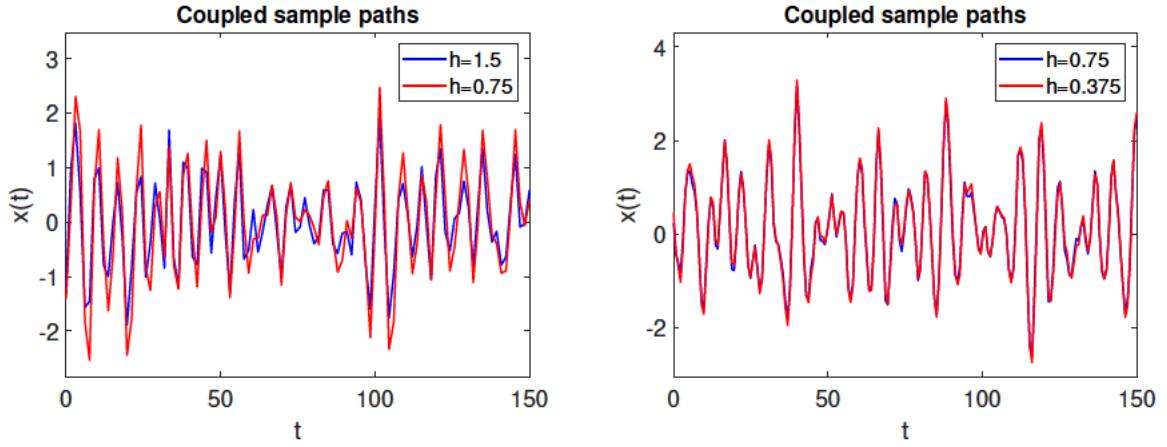 Coupled sample paths
3
2
1
0
-1
-2
x(t)
h=1.5
h=0.75
0
50
100
150
t
Coupled sample paths
4
2
0
-2
x(t)
h=0.75
h=0.375
0
50
100
150
t